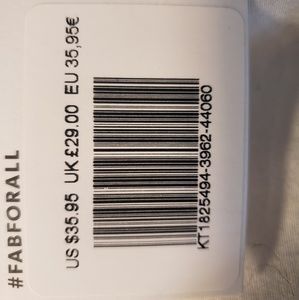 #FABFORALL
US $35.95 UK £29.00 EU 35,95€
KT1825494-3962-44060